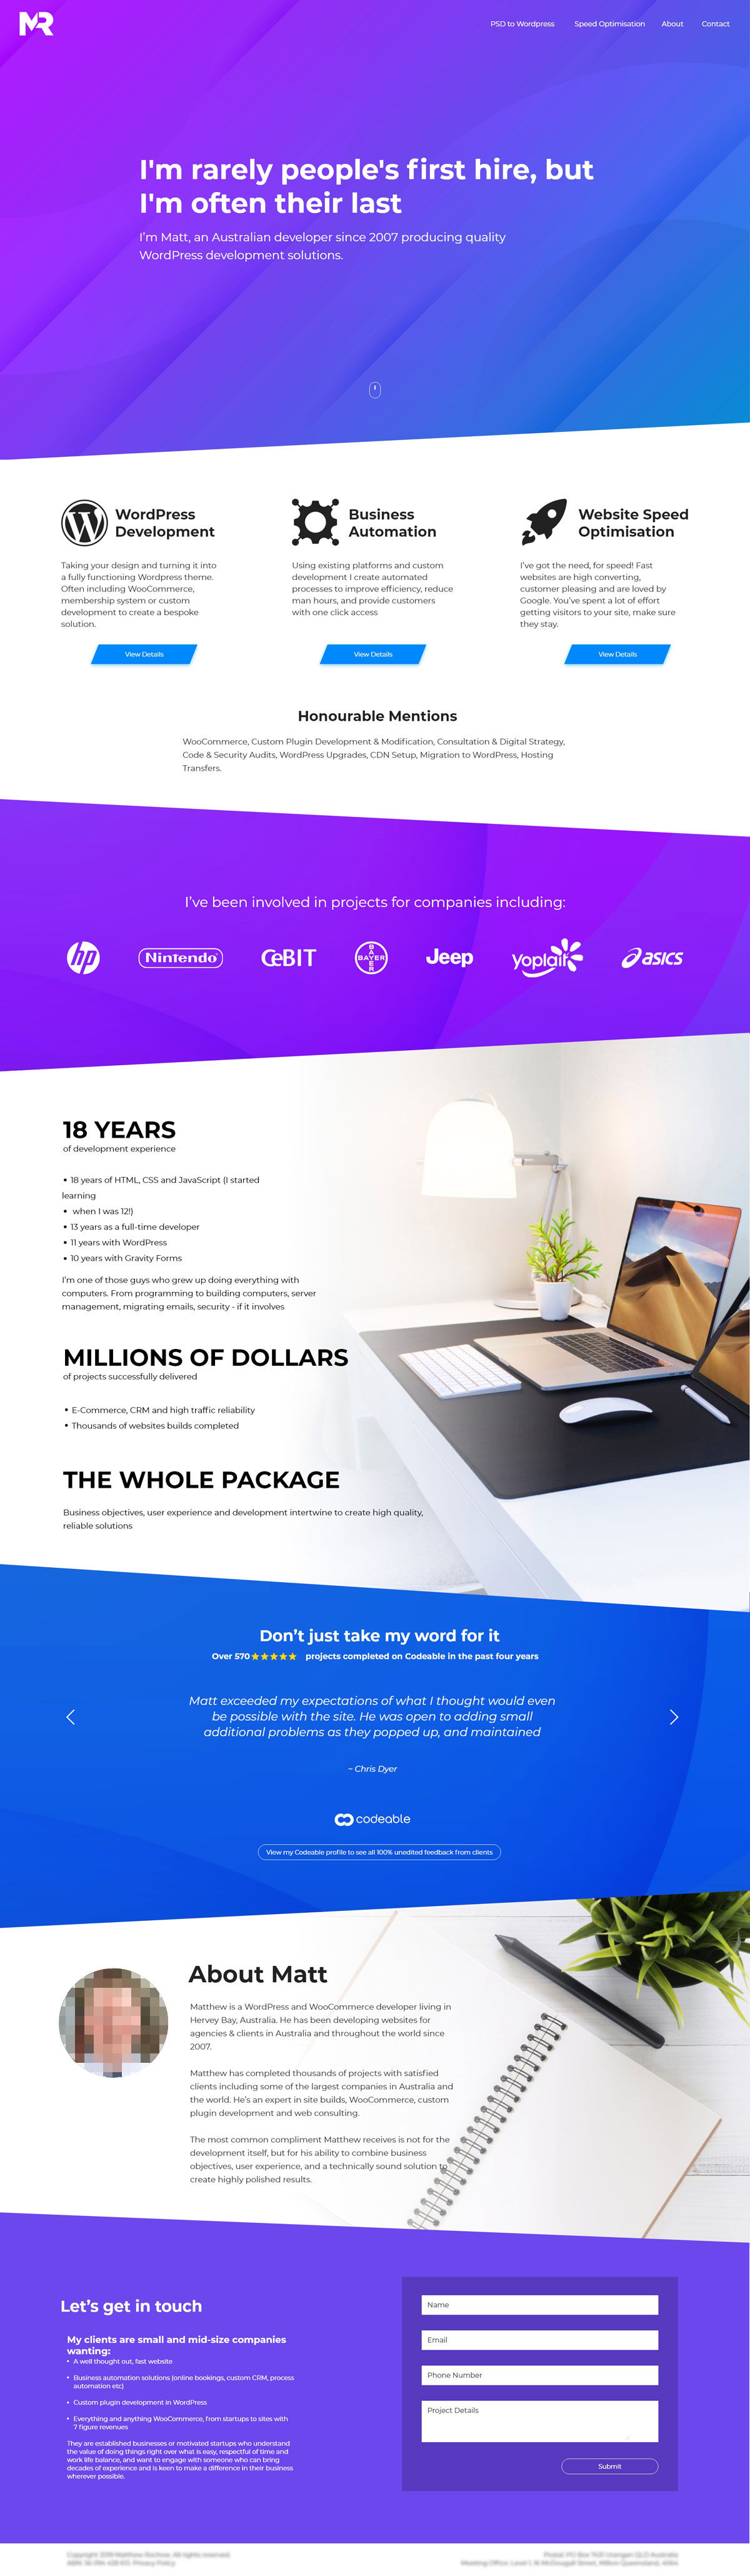 MR
PSD to Wordpress Speed Optimisation About Contact
I'm rarely people's first hire, but
I'm often their last
I'm Matt, an Australian developer since 2007 producing quality
WordPress development solutions.
WordPress
Development
Taking your design and turning it into
a fully functioning Wordpress theme.
Often including WooCommerce,
membership system or custom
development to create a bespoke
solution.
View Details
Business
Automation
Using existing platforms and custom
development I create automated
processes to improve efficiency, reduce
man hours, and provide customers
with one click access
View Details
Website Speed
Optimisation
I've got the need, for speed! Fast
websites are high converting,
customer pleasing and are loved by
Google. You've spent a lot of effort
getting visitors to your site, make sure
they stay.
View Details
Honourable Mentions
WooCommerce, Custom Plugin Development & Modification, Consultation & Digital Strategy,
Code & Security Audits, WordPress Upgrades, CDN Setup, Migration to WordPress, Hosting
Transfers.
I've been involved in projects for companies including:
hp Nintendo CeBIT BAYER BAYER Jeep yoplait asics
18 YEARS
of development experience
• 18 years of HTML, CSS and JavaScript (I started
learning
• when I was 12!)
• 13 years as a full-time developer
• 11 years with WordPress
• 10 years with Gravity Forms
I'm one of those guys who grew up doing everything with
computers. From programming to building computers, server
management, migrating emails, security - if it involves
MILLIONS OF DOLLARS
of projects successfully delivered
• E-Commerce, CRM and high traffic reliability
• Thousands of websites builds completed
THE WHOLE PACKAGE
Business objectives, user experience and development intertwine to create high quality,
reliable solutions
Don't just take my word for it
Over 570 ★★★★★ projects completed on Codeable in the past four years
Matt exceeded my expectations of what I thought would even
be possible with the site. He was open to adding small
additional problems as they popped up, and maintained
~ Chris Dyer
codeable
View my Codeable profile to see all 100% unedited feedback from clients
About Matt
Matthew is a WordPress and WooCommerce developer living in
Hervey Bay, Australia. He has been developing websites for
agencies & clients in Australia and throughout the world since
2007.
Matthew has completed thousands of projects with satisfied
clients including some of the largest companies in Australia and
the world. He's an expert in site builds, WooCommerce, custom
plugin development and web consulting.
The most common compliment Matthew receives is not for the
development itself, but for his ability to combine business
objectives, user experience, and a technically sound solution to
create highly polished results.
Let's get in touch
My clients are small and mid-size companies
wanting:
• A well thought out, fast website
• Business automation solutions (online bookings, custom CRM, process
automation etc)
• Custom plugin development in WordPress
• Everything and anything WooCommerce, from startups to sites with
7 figure revenues
They are established businesses or motivated startups who understand
the value of doing things right over what is easy, respectful of time and
work life balance, and want to engage with someone who can bring
decades of experience and is keen to make a difference in their business
wherever possible.
Name
Email
Phone Number
Project Details
Submit